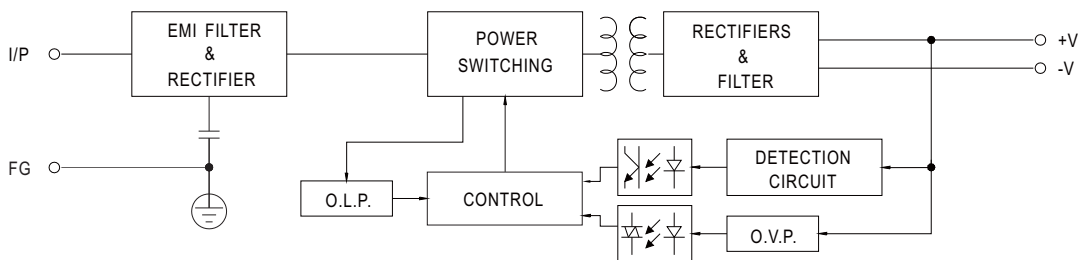 I/P
EMI FILTER
&
RECTIFIER
POWER
SWITCHING
RECTIFIERS
&
FILTER
+V
-V
FG
O.L.P.
CONTROL
DETECTION
CIRCUIT
O.V.P.